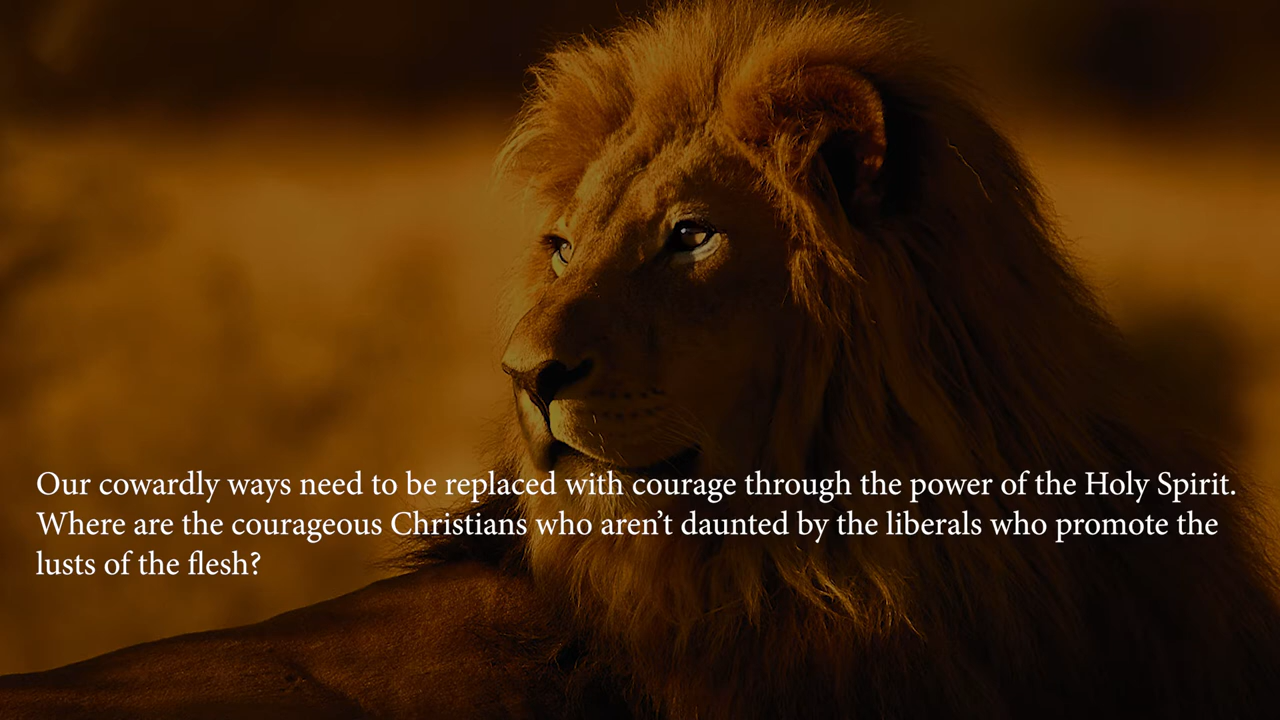 Our cowardly ways need to be replaced with courage through the power of the Holy Spirit.
Where are the courageous Christians who aren’t daunted by the liberals who promote the
lusts of the flesh?